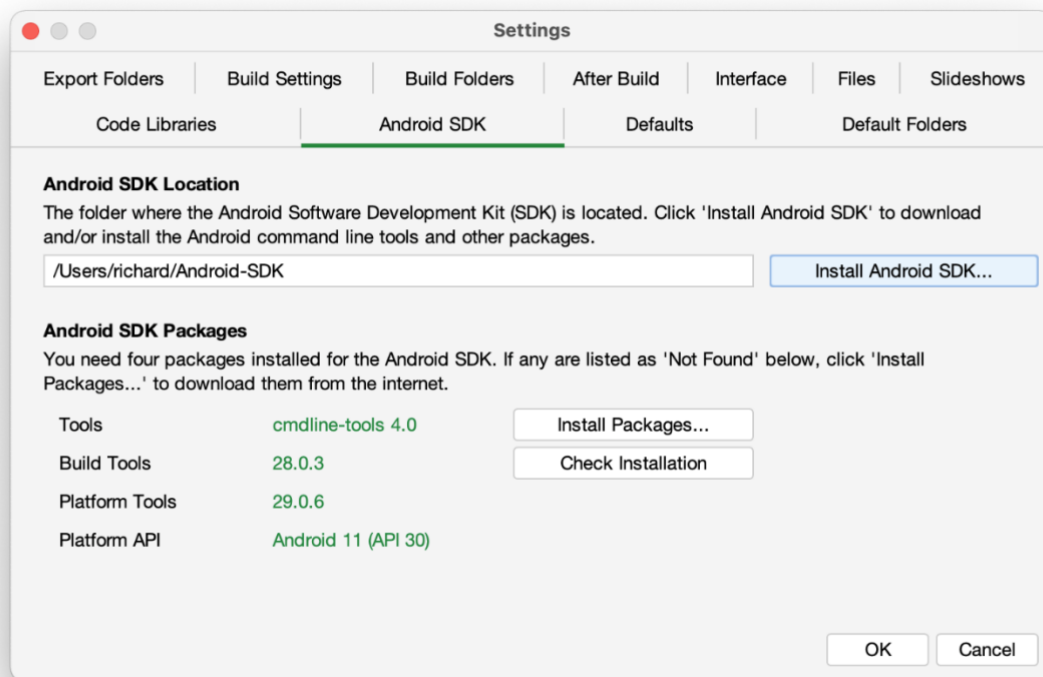 Settings
Export Folders Build Settings Build Folders After Build Interface Files Slideshows
Code Libraries Android SDK Defaults Default Folders
Android SDK Location
The folder where the Android Software Development Kit (SDK) is located. Click 'Install Android SDK' to download
and/or install the Android command line tools and other packages.
/Users/richard/Android-SDK Install Android SDK...
Android SDK Packages
You need four packages installed for the Android SDK. If any are listed as 'Not Found' below, click 'Install
Packages...' to download them from the internet.
Tools cmdline-tools 4.0 Install Packages...
Build Tools 28.0.3 Check Installation
Platform Tools 29.0.6
Platform API Android 11 (API 30)
OK Cancel